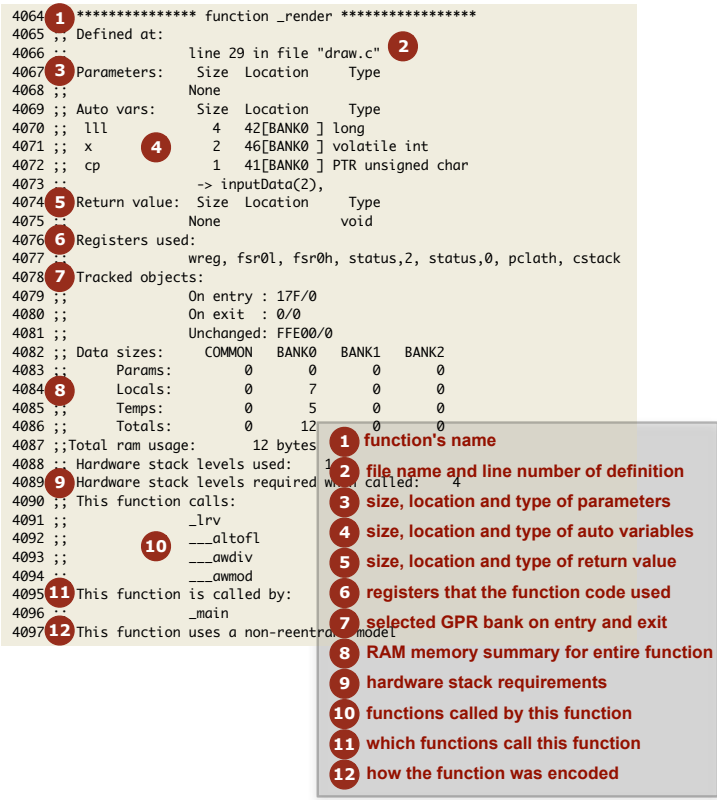 4064 1 *************** function _render *****************
4065 ;; Defined at:
4066 ;; line 29 in file "draw.c" 2
4067 3 Parameters: Size Location Type
4068 ;; None
4069 ;; Auto vars: Size Location Type
4070 ;; lll 4 42[BANK0 ] long
4071 ;; x 4 2 46[BANK0 ] volatile int
4072 ;; cp 1 41[BANK0 ] PTR unsigned char
4073 ;; -> inputData(2),
4074 5 Return value: Size Location Type
4075 ;; None void
4076 6 Registers used:
4077 ;; wreg, fsr0l, fsr0h, status,2, status,0, pclath, cstack
4078 7 Tracked objects:
4079 ;; On entry : 17F/0
4080 ;; On exit : 0/0
4081 ;; Unchanged: FFE00/0
4082 ;; Data sizes: COMMON BANK0 BANK1 BANK2
4083 ;; Params: 0 0 0 0
4084 8 Locals: 0 7 0 0
4085 ;; Temps: 0 5 0 0
4086 ;; Totals: 0 12 0 0
4087 ;;Total ram usage: 12 bytes
4088 ;; Hardware stack levels used: 1
4089 9 Hardware stack levels required when called: 4
4090 ;; This function calls:
4091 ;; _lrv
4092 ;; 10 ___altofl
4093 ;; ___awdiv
4094 ;; ___awmod
4095 11 This function is called by:
4096 ;; _main
4097 12 This function uses a non-reentrant model
1 function's name
2 file name and line number of definition
3 size, location and type of parameters
4 size, location and type of auto variables
5 size, location and type of return value
6 registers that the function code used
7 selected GPR bank on entry and exit
8 RAM memory summary for entire function
9 hardware stack requirements
10 functions called by this function
11 which functions call this function
12 how the function was encoded